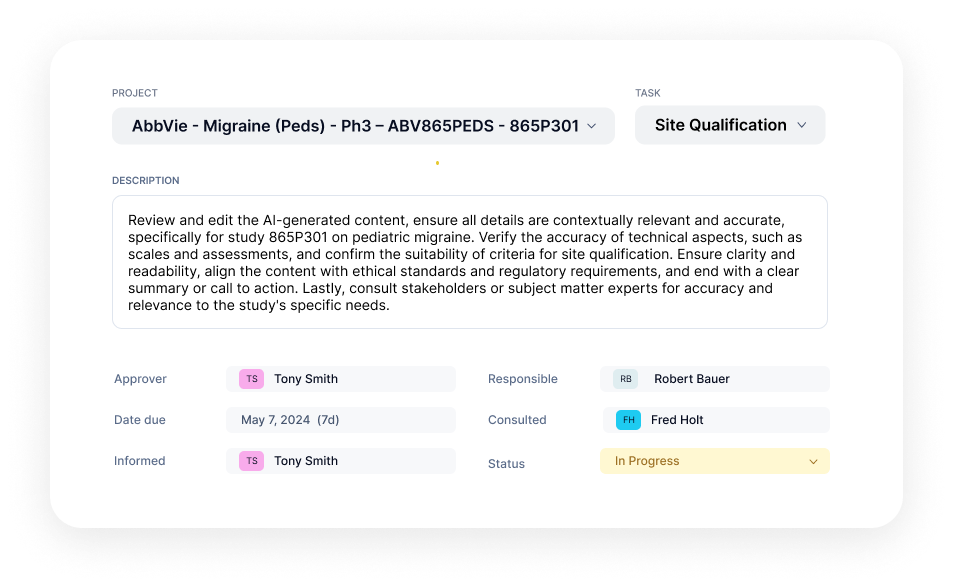 PROJECT
TASK
AbbVie - Migraine (Peds) - Ph3 – ABV865PEDS - 865P301
Site Qualification
DESCRIPTION
Review and edit the AI-generated content, ensure all details are contextually relevant and accurate,
specifically for study 865P301 on pediatric migraine. Verify the accuracy of technical aspects, such as
scales and assessments, and confirm the suitability of criteria for site qualification. Ensure clarity and
readability, align the content with ethical standards and regulatory requirements, and end with a clear
summary or call to action. Lastly, consult stakeholders or subject matter experts for accuracy and
relevance to the study's specific needs.
Approver
TS Tony Smith
Responsible
RB Robert Bauer
Date due
May 7, 2024 (7d)
Consulted
FH Fred Holt
Informed
TS Tony Smith
Status
In Progress